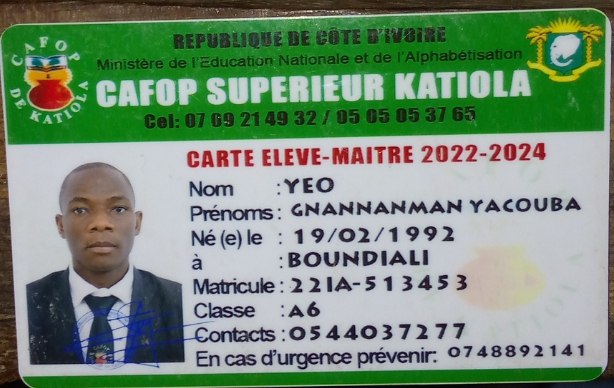 CAFOP
DE KATIOLA
REPUBLIQUE DE CÔTE D'IVOIRE
Ministère de l'Education Nationale et de l'Alphabétisation
CAFOP SUPERIEUR KATIOLA
Cel: 07 69 21 49 32 / 05 05 05 37 65
CARTE ELEVE-MAITRE 2022-2024
Nom : YEO
Prénoms : GNANNANMAN YACOUBA
Né (e) le : 19/02/1992
à : BOUNDIALI
Matricule : 22IA-513453
Classe : A6
Contacts : 0544037277
En cas d'urgence prévenir: 0748892141